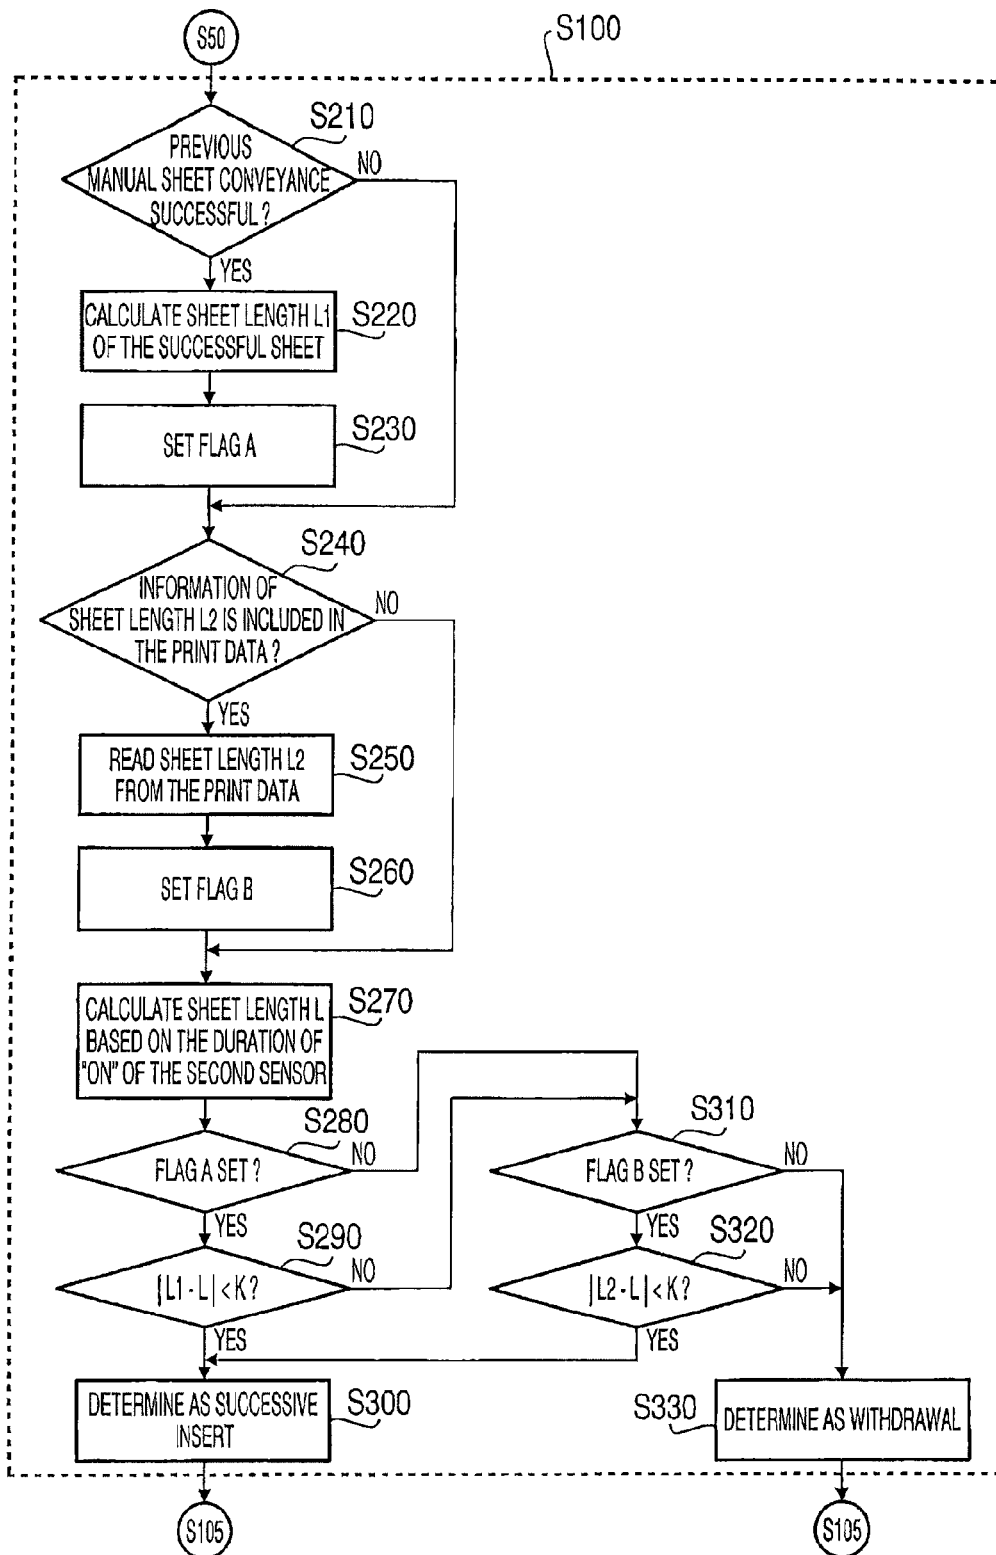 S50
S100
S210
PREVIOUS
MANUAL SHEET CONVEYANCE
SUCCESSFUL ?
NO
YES
CALCULATE SHEET LENGTH L1
OF THE SUCCESSFUL SHEET
S220
SET FLAG A
S230
S240
INFORMATION OF
SHEET LENGTH L2 IS INCLUDED IN
THE PRINT DATA ?
NO
YES
READ SHEET LENGTH L2
FROM THE PRINT DATA
S250
SET FLAG B
S260
CALCULATE SHEET LENGTH L
BASED ON THE DURATION OF
"ON" OF THE SECOND SENSOR
S270
S280
FLAG A SET ?
NO
YES
S310
FLAG B SET ?
NO
YES
S290
|L1 - L| < K ?
NO
YES
S320
|L2 - L| < K ?
NO
YES
DETERMINE AS SUCCESSIVE
INSERT
S300
S330
DETERMINE AS WITHDRAWAL
S105
S105